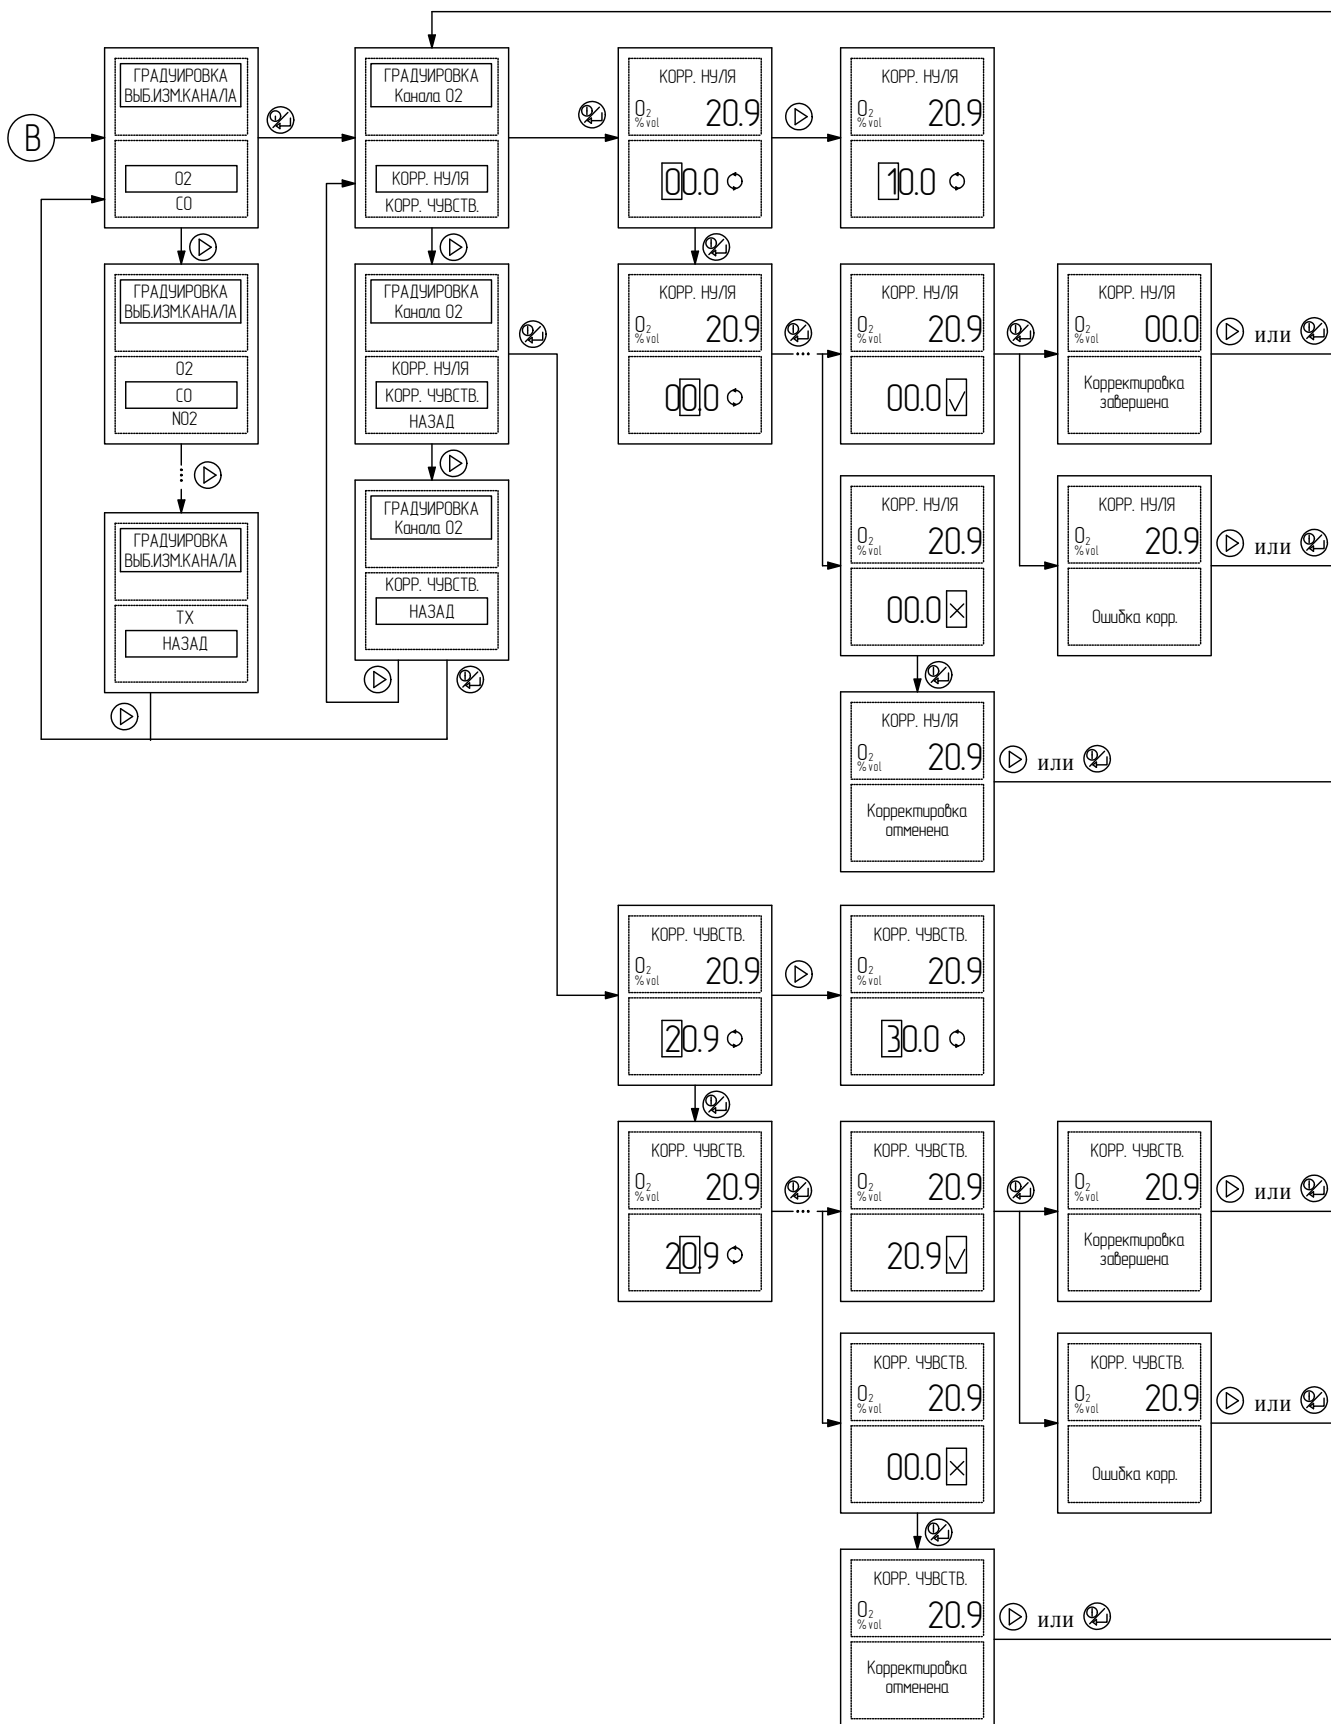 B
ГРАДУИРОВКА
ВЫБ.ИЗМ.КАНАЛА
O2
CO
ГРАДУИРОВКА
ВЫБ.ИЗМ.КАНАЛА
O2
CO
NO2
ГРАДУИРОВКА
ВЫБ.ИЗМ.КАНАЛА
TX
НАЗАД
ГРАДУИРОВКА
Канала O2
КОРР. НУЛЯ
КОРР. ЧУВСТВ.
ГРАДУИРОВКА
Канала O2
КОРР. НУЛЯ
КОРР. ЧУВСТВ.
НАЗАД
ГРАДУИРОВКА
Канала O2
КОРР. ЧУВСТВ.
НАЗАД
КОРР. НУЛЯ
O2 % vol 20.9
00.0
КОРР. НУЛЯ
O2 % vol 20.9
10.0
КОРР. НУЛЯ
O2 % vol 20.9
00.0
...
КОРР. НУЛЯ
O2 % vol 20.9
00.0 ✓
КОРР. НУЛЯ
O2 % vol 00.0
Корректировка
завершена
или
КОРР. НУЛЯ
O2 % vol 20.9
00.0 ×
КОРР. НУЛЯ
O2 % vol 20.9
Ошибка корр.
или
КОРР. НУЛЯ
O2 % vol 20.9
Корректировка
отменена
или
КОРР. ЧУВСТВ.
O2 % vol 20.9
20.9
КОРР. ЧУВСТВ.
O2 % vol 20.9
30.0
КОРР. ЧУВСТВ.
O2 % vol 20.9
20.9
...
КОРР. ЧУВСТВ.
O2 % vol 20.9
20.9 ✓
КОРР. ЧУВСТВ.
O2 % vol 20.9
Корректировка
завершена
или
КОРР. ЧУВСТВ.
O2 % vol 20.9
00.0 ×
КОРР. ЧУВСТВ.
O2 % vol 20.9
Ошибка корр.
или
КОРР. ЧУВСТВ.
O2 % vol 20.9
Корректировка
отменена
или